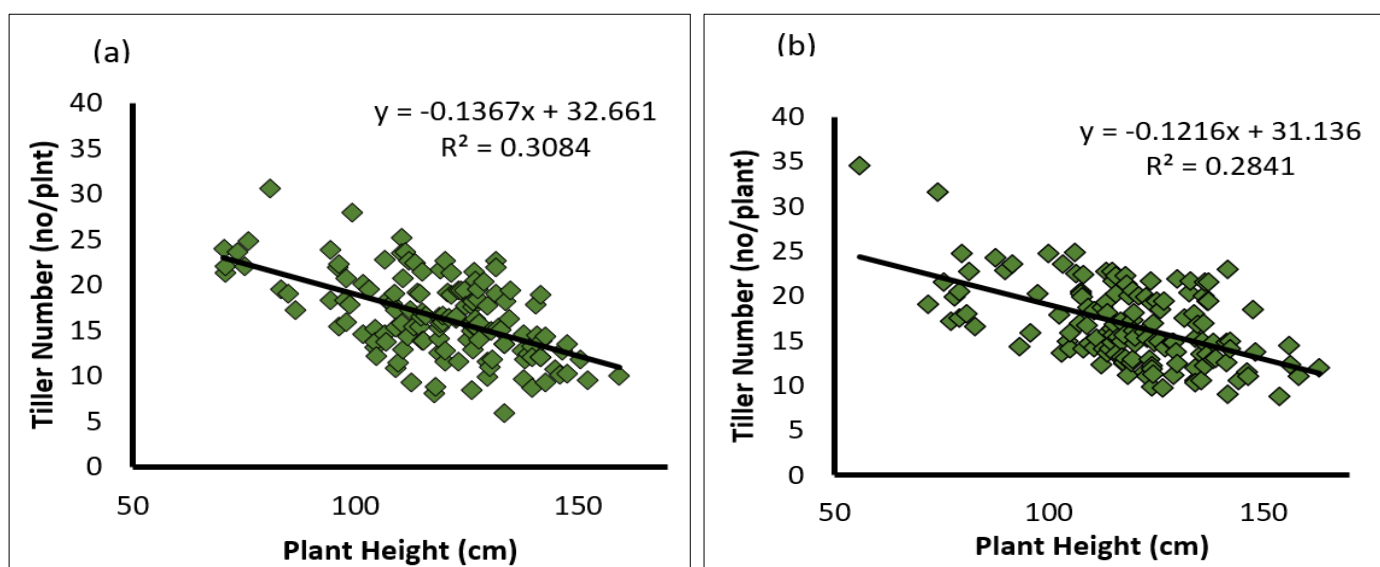 (a)
y = -0.1367x + 32.661
R² = 0.3084
40
35
30
25
20
15
10
5
0
50
100
150
Tiller Number (no/plnt)
Plant Height (cm)
(b)
y = -0.1216x + 31.136
R² = 0.2841
40
35
30
25
20
15
10
5
0
50
100
150
Tiller Number (no/plant)
Plant Height (cm)